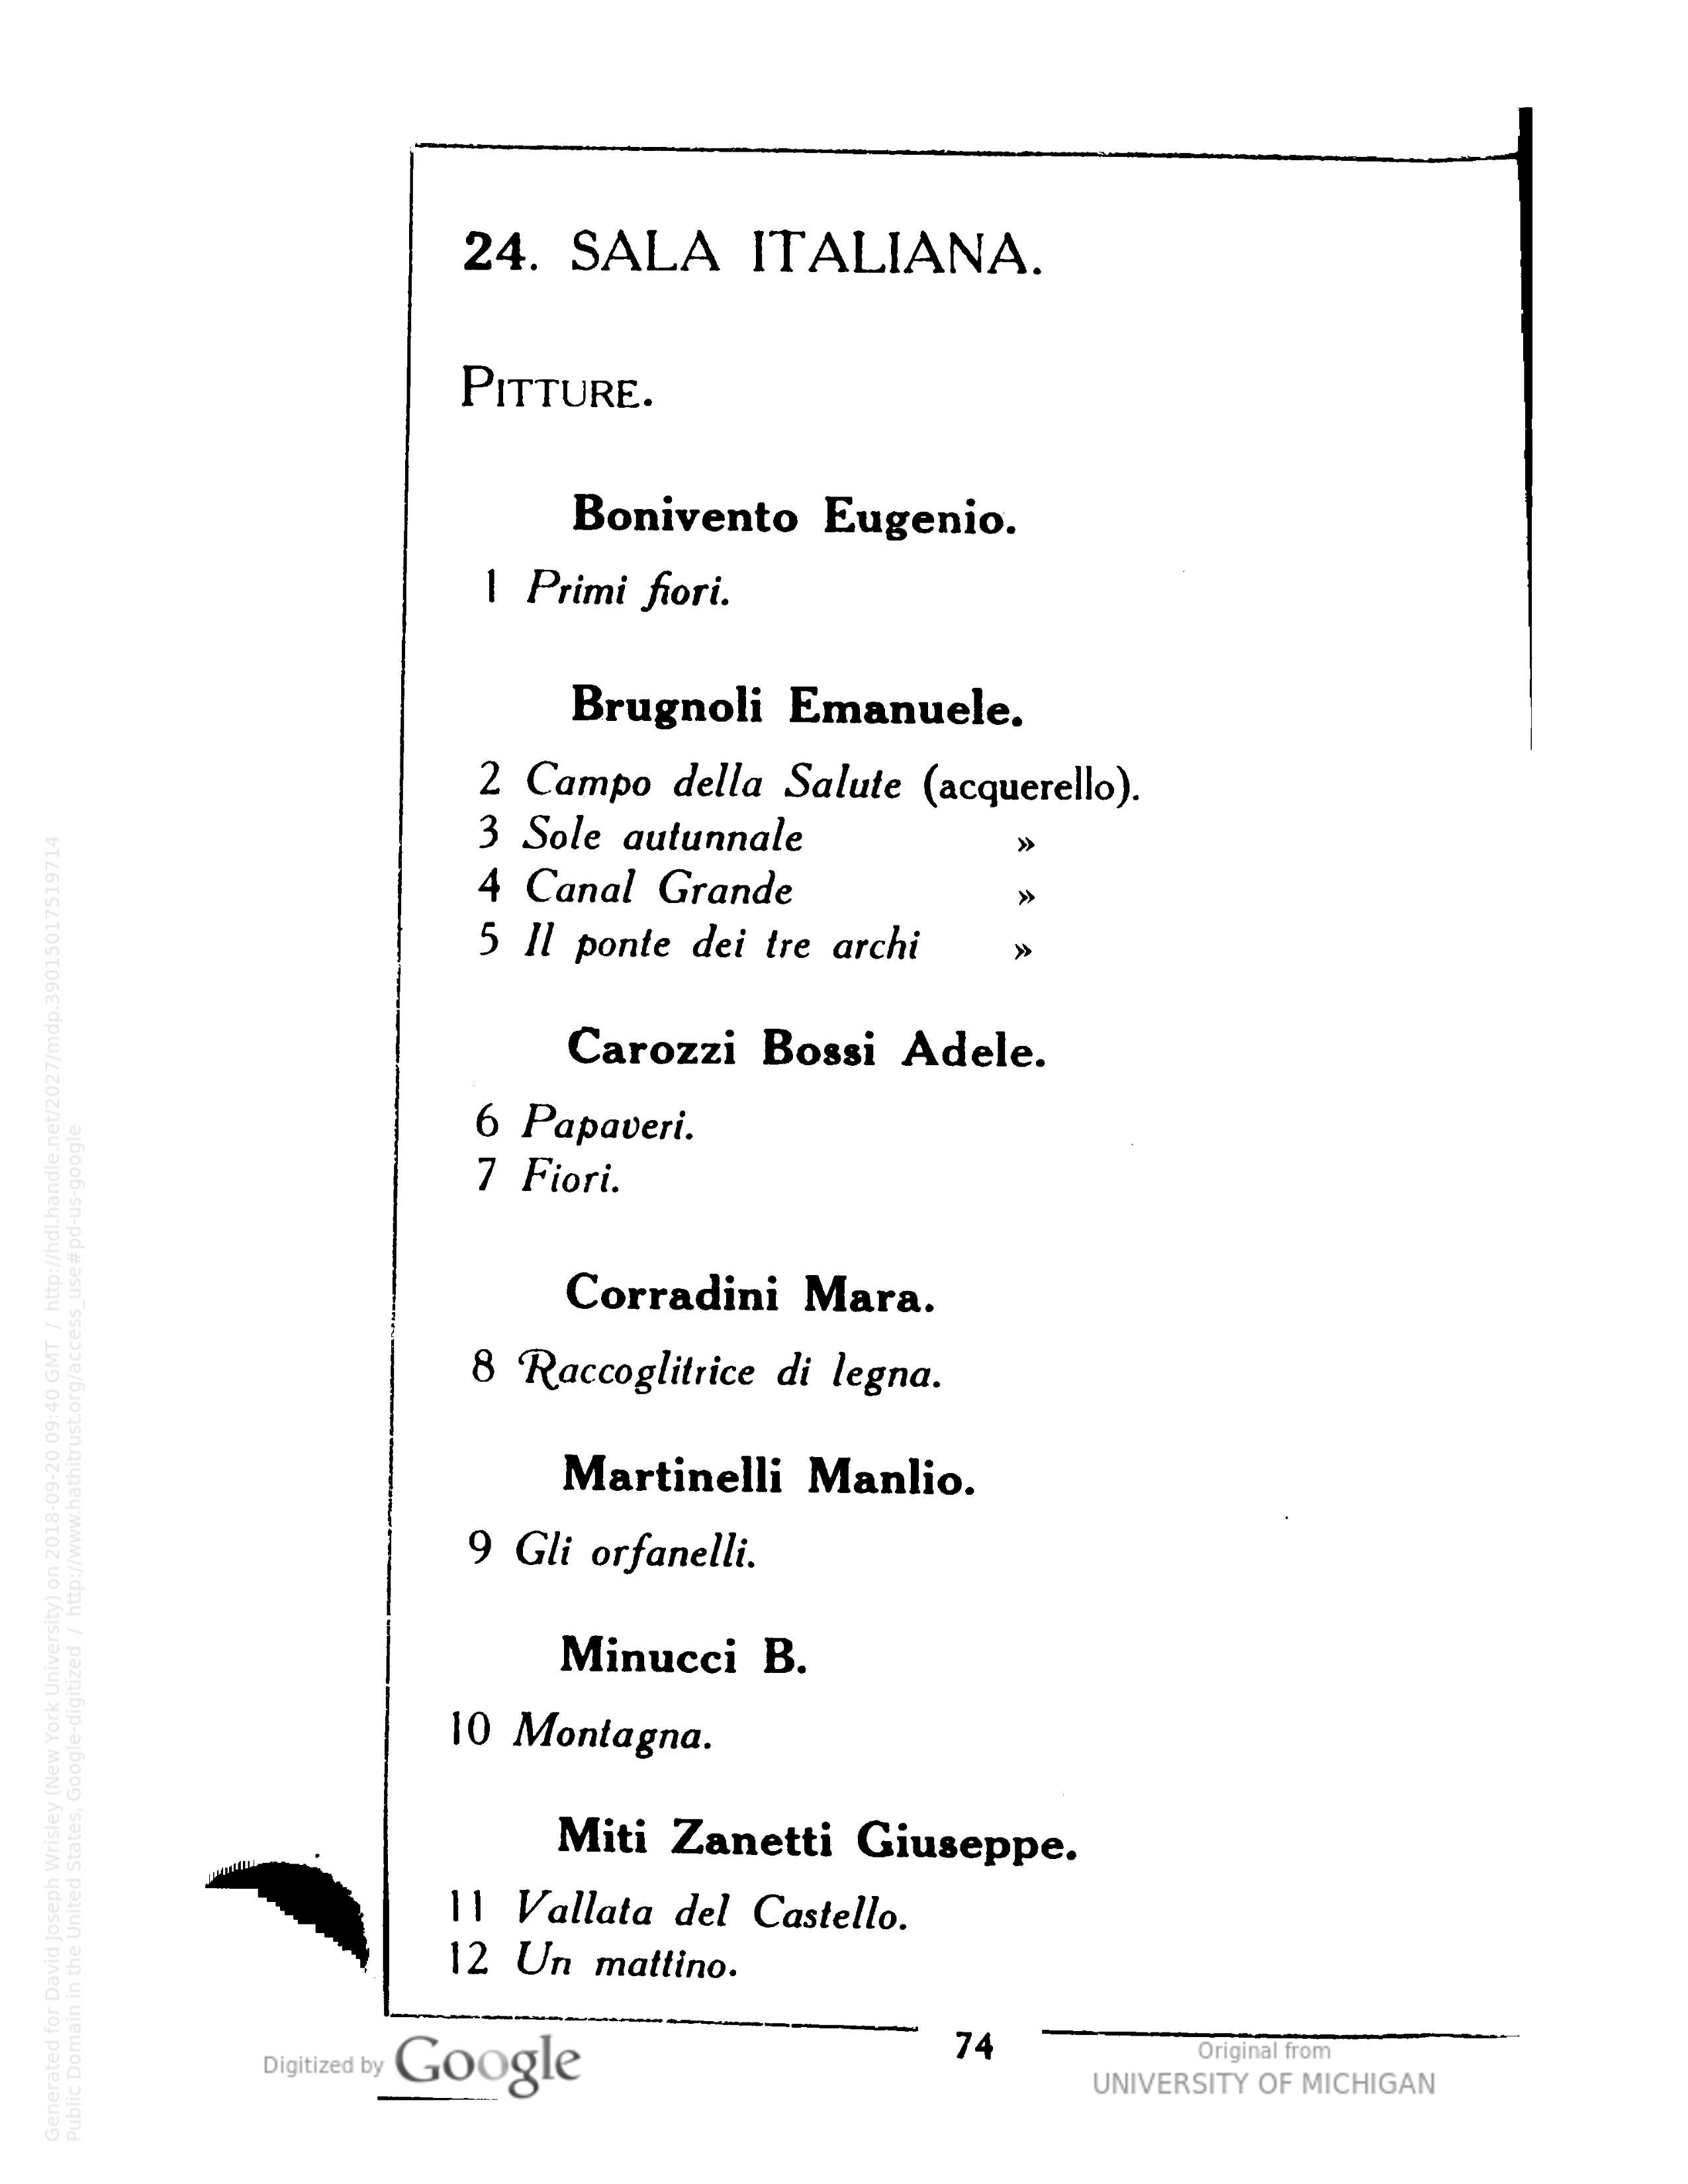 24. SALA ITALIANA.
PITTURE.
Bonivento Eugenio.
1 Primi fiori.
Brugnoli Emanuele.
2 Campo della Salute (acquerello).
3 Sole autunnale »
4 Canal Grande »
5 Il ponte dei tre archi »
Carozzi Bossi Adele.
6 Papaveri.
7 Fiori.
Corradini Mara.
8 Raccoglitrice di legna.
Martinelli Manlio.
9 Gli orfanelli.
Minucci B.
10 Montagna.
Miti Zanetti Giuseppe.
11 Vallata del Castello.
12 Un mattino.
74
Digitized by Google
Original from
UNIVERSITY OF MICHIGAN
Generated for David Joseph Wrisley (New York University) on 2018-09-20 09:40 GMT / http://hdl.handle.net/2027/mdp.39015017519714
Public Domain in the United States, Google-digitized / http://www.hathitrust.org/access_use#pd-us-google